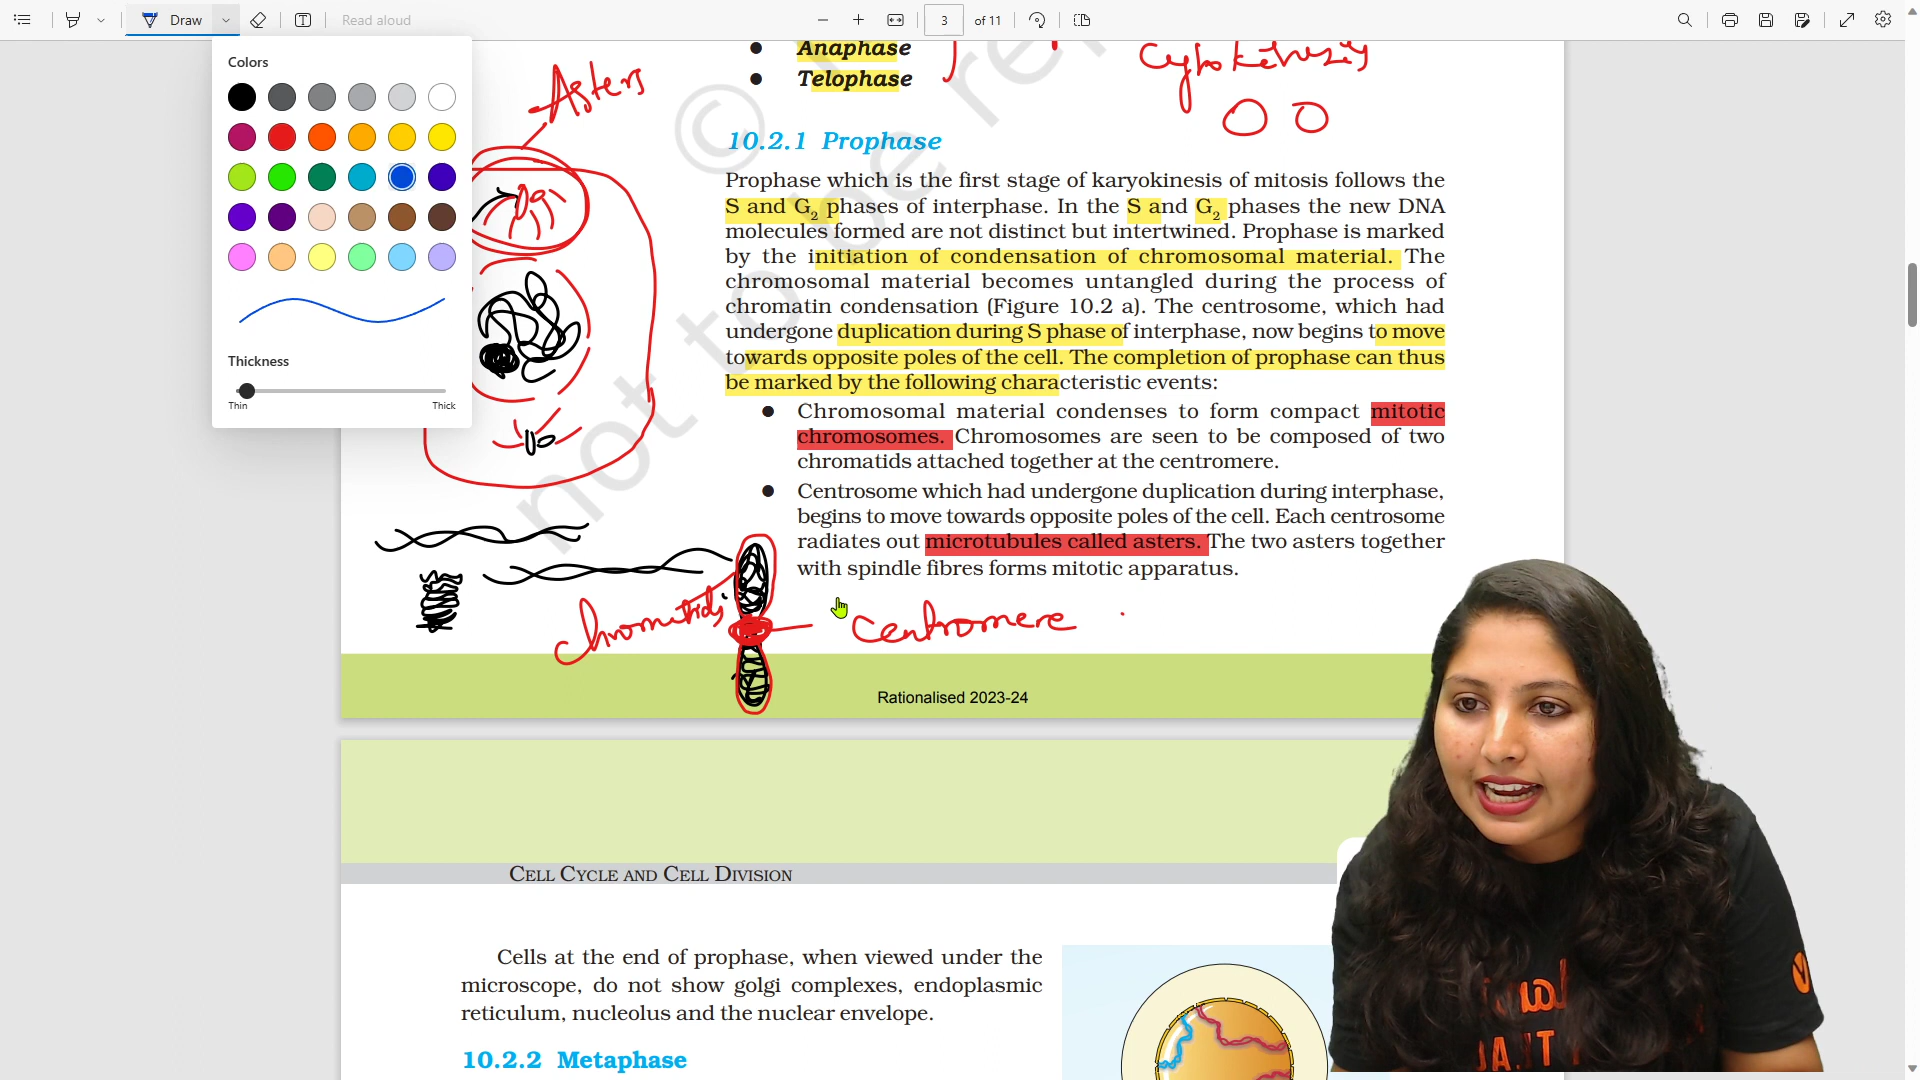 Draw
Read aloud
3 of 11
Colors
Thickness
Thin
Thick
Asters
Anaphase
Telophase
Cytokinesis
10.2.1 Prophase
Prophase which is the first stage of karyokinesis of mitosis follows the
S and G2 phases of interphase. In the S and G2 phases the new DNA
molecules formed are not distinct but intertwined. Prophase is marked
by the initiation of condensation of chromosomal material. The
chromosomal material becomes untangled during the process of
chromatin condensation (Figure 10.2 a). The centrosome, which had
undergone duplication during S phase of interphase, now begins to move
towards opposite poles of the cell. The completion of prophase can thus
be marked by the following characteristic events:
Chromosomal material condenses to form compact mitotic
chromosomes. Chromosomes are seen to be composed of two
chromatids attached together at the centromere.
Centrosome which had undergone duplication during interphase,
begins to move towards opposite poles of the cell. Each centrosome
radiates out microtubules called asters. The two asters together
with spindle fibres forms mitotic apparatus.
Chrometids
Centromere
© not to be re
Rationalised 2023-24
CELL CYCLE AND CELL DIVISION
Cells at the end of prophase, when viewed under the
microscope, do not show golgi complexes, endoplasmic
reticulum, nucleolus and the nuclear envelope.
10.2.2 Metaphase